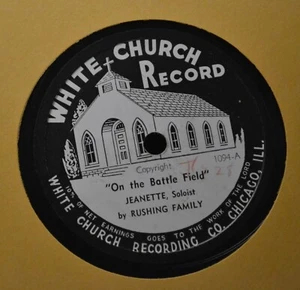 WHITE CHURCH
RECORD
1094-A
Copyright
"On the Battle Field"
JEANETTE, Soloist
by RUSHING FAMILY
10% OF NET EARNINGS GOES TO THE WORK OF THE LORD
WHITE CHURCH RECORDING CO. CHICAGO, ILL.